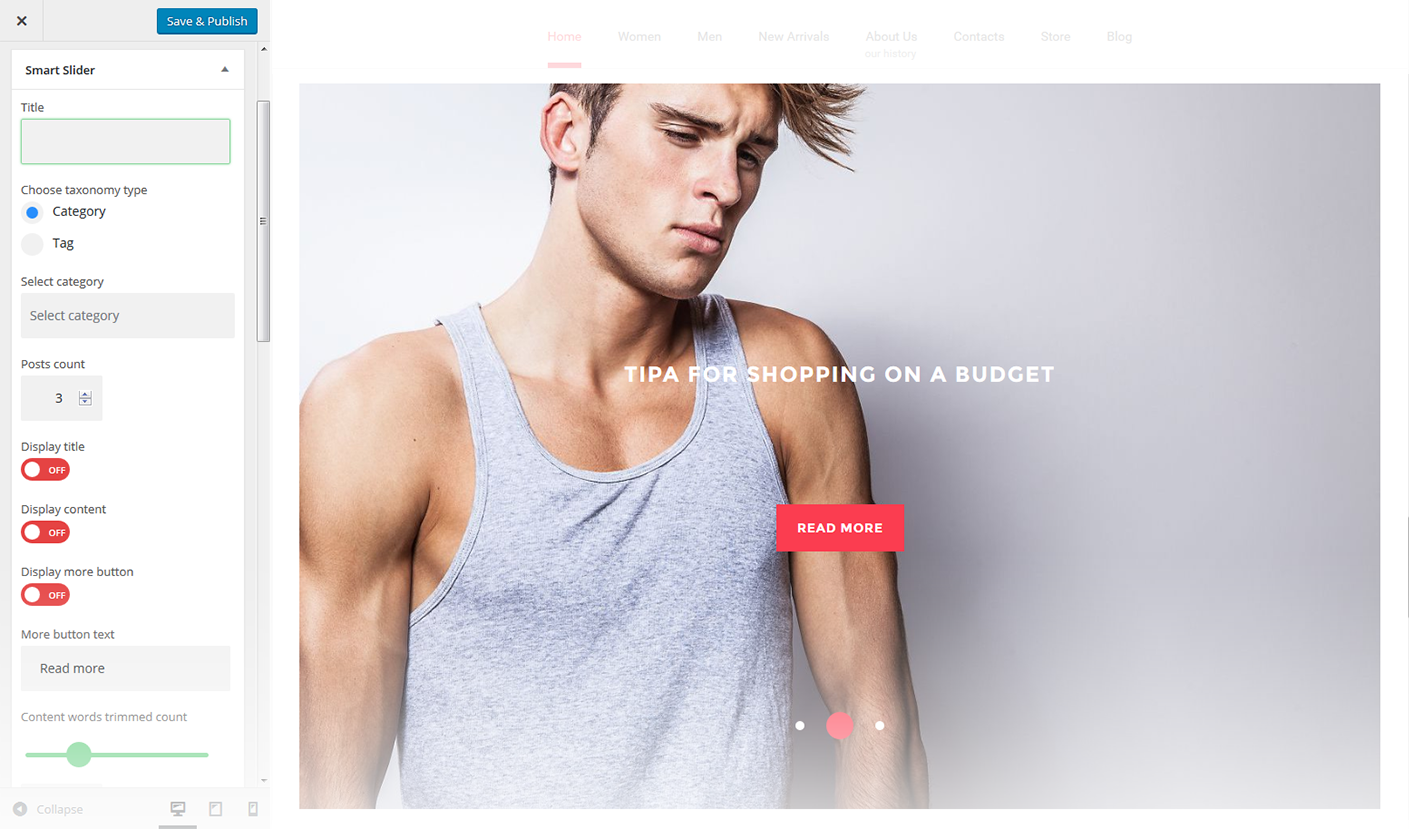 Save & Publish
Smart Slider
Title
Choose taxonomy type
Category
Tag
Select category
Select category
Posts count
3
Display title
OFF
Display content
OFF
Display more button
OFF
More button text
Read more
Content words trimmed count
Collapse
Home Women Men New Arrivals About Us Contacts Store Blog
our history
TIPA FOR SHOPPING ON A BUDGET
READ MORE